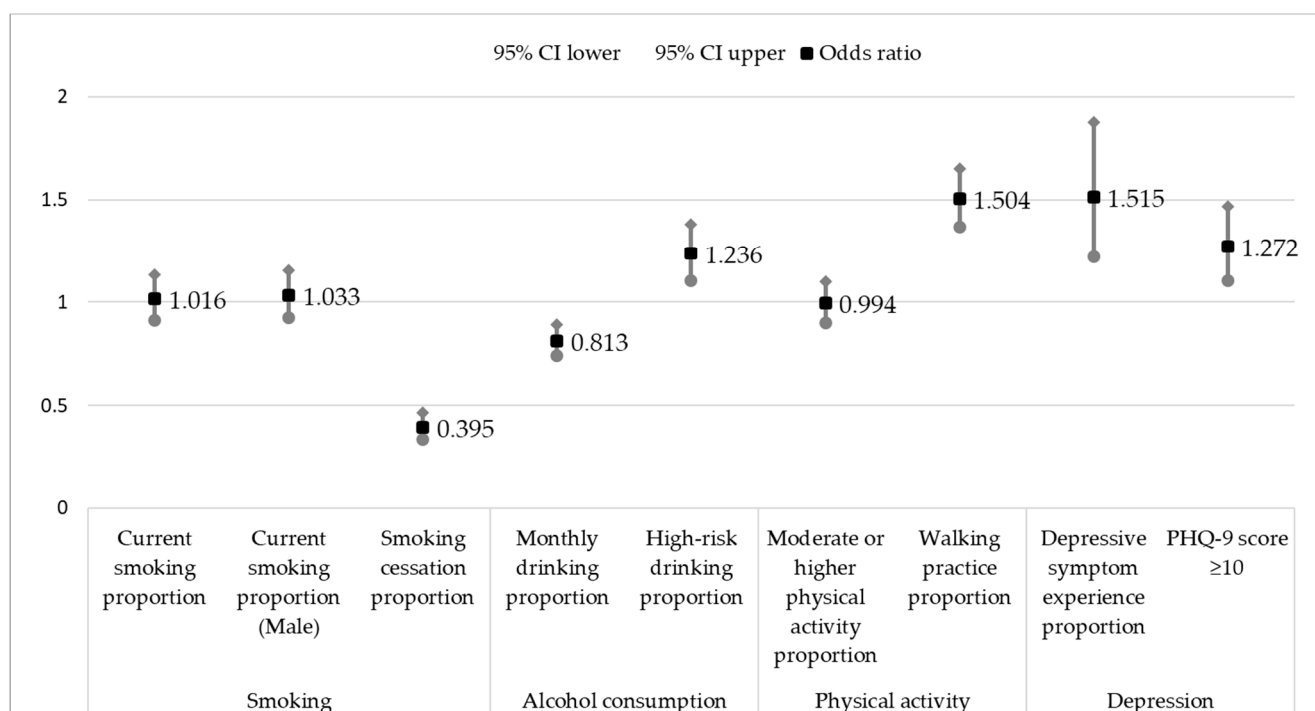 95% CI lower 95% CI upper Odds ratio
2
1.5
1
0.5
0
1.016
1.033
0.395
0.813
1.236
0.994
1.504
1.515
1.272
Current
smoking
proportion
Current
smoking
proportion
(Male)
Smoking
cessation
proportion
Monthly
drinking
proportion
High-risk
drinking
proportion
Moderate or
higher
physical
activity
proportion
Walking
practice
proportion
Depressive
symptom
experience
proportion
PHQ-9 score
≥10
Smoking
Alcohol consumption
Physical activity
Depression